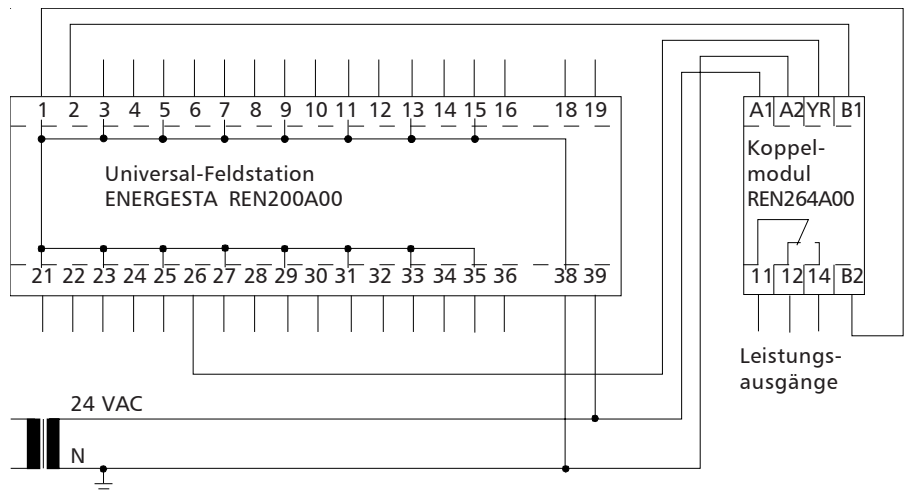 1 2 3 4 5 6 7 8 9 10 11 12 13 14 15 16 18 19
Universal-Feldstation
ENERGESTA REN200A00
21 22 23 24 25 26 27 28 29 30 31 32 33 34 35 36 38 39
A1 A2 YR B1
Koppel-
modul
REN264A00
11 12 14 B2
Leistungs-
ausgänge
24 VAC
N